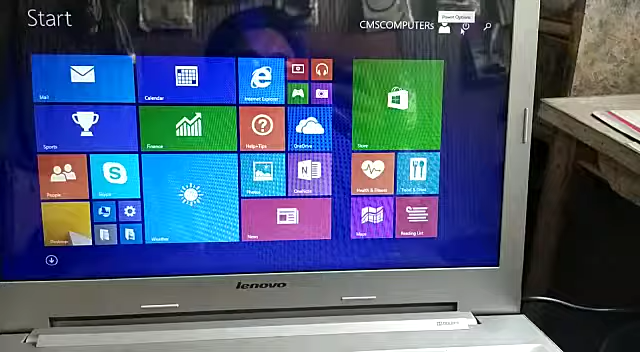 Start
CMSCOMPUTERs
Power Options
Mail
Calendar
Internet Explorer
Store
Sports
Finance
Help+Tips
OneDrive
People
Skype
Weather
Photos
OneNote
Health & Fitness
Food & Drink
News
Maps
Reading List
lenovo